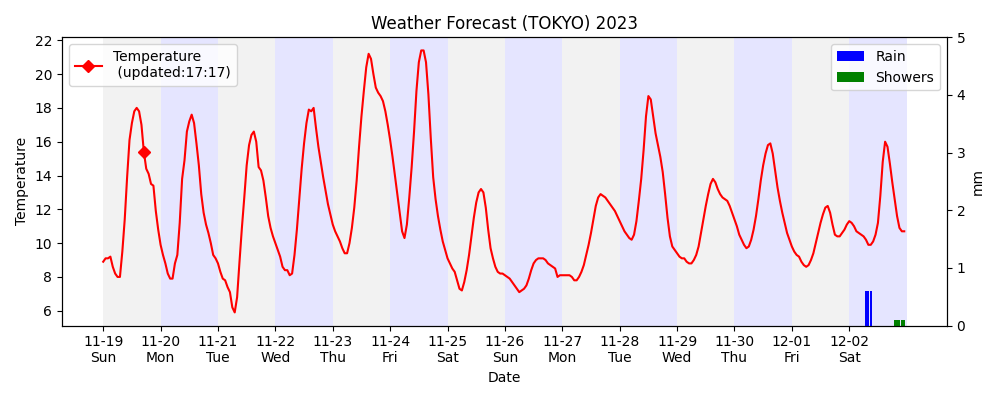 Weather Forecast (TOKYO) 2023
Temperature
(updated:17:17)
Rain
Showers
22
20
18
16
14
12
10
8
6
Temperature
5
4
3
2
1
0
mm
11-19 11-20 11-21 11-22 11-23 11-24 11-25 11-26 11-27 11-28 11-29 11-30 12-01 12-02
Sun Mon Tue Wed Thu Fri Sat Sun Mon Tue Wed Thu Fri Sat
Date